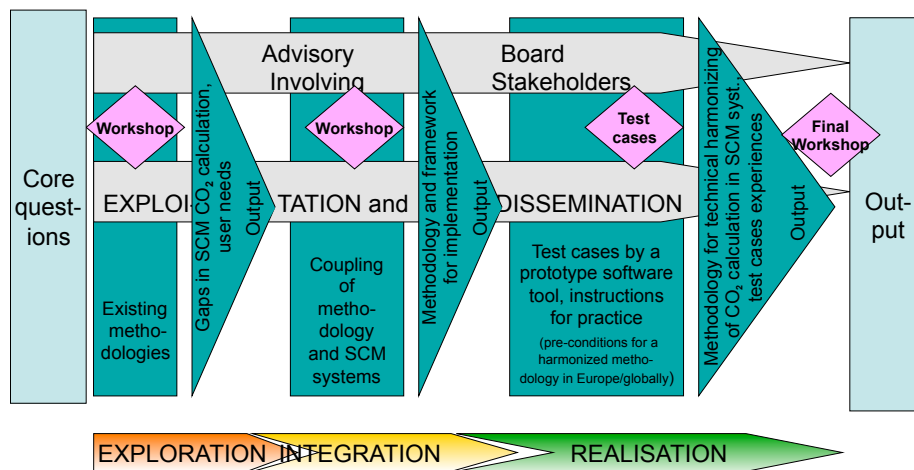 Core
quest-
ions
Advisory Board
Involving Stakeholders
Workshop
Workshop
Test
cases
Final
Workshop
EXPLOI- TATION and DISSEMINATION
Existing
metho-
dologies
Gaps in SCM CO₂ calculation,
user needs
Output
Coupling
of
metho-
dology
and SCM
systems
Methodology and framework
for implementation
Output
Test cases by a
prototype software
tool, instructions
for practice
(pre-conditions for a
harmonized metho-
dology in Europe/globally)
Methodology for technical harmonizing
of CO₂ calculation in SCM syst.,
test cases experiences
Output
Out-
put
EXPLORATION INTEGRATION REALISATION